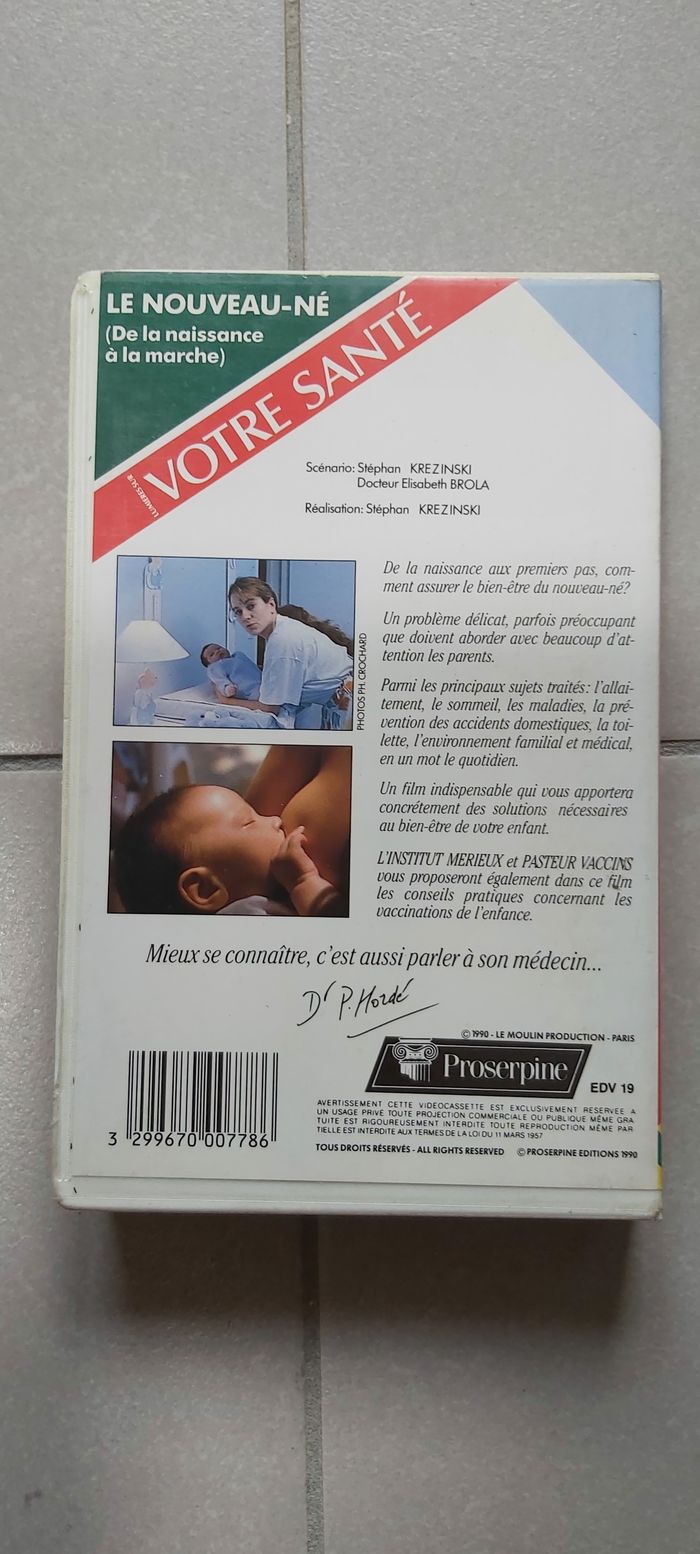 LE NOUVEAU-NÉ
(De la naissance
à la marche)
LUMIERES SUR
VOTRE SANTÉ
Scénario: Stéphan KREZINSKI
Docteur Elisabeth BROLA
Réalisation: Stéphan KREZINSKI
PHOTOS PH. CROCHARD
De la naissance aux premiers pas, com-
ment assurer le bien-être du nouveau-né?
Un problème délicat, parfois préoccupant
que doivent aborder avec beaucoup d'at-
tention les parents.
Parmi les principaux sujets traités: l'allai-
tement, le sommeil, les maladies, la pré-
vention des accidents domestiques, la toi-
lette, l'environnement familial et médical,
en un mot le quotidien.
Un film indispensable qui vous apportera
concrétement des solutions nécessaires
au bien-être de votre enfant.
L'INSTITUT MERIEUX et PASTEUR VACCINS
vous proposeront également dans ce film
les conseils pratiques concernant les
vaccinations de l'enfance.
Mieux se connaître, c'est aussi parler à son médecin...
Dr P. Hordé
© 1990 - LE MOULIN PRODUCTION - PARIS
Proserpine
EDV 19
AVERTISSEMENT CETTE VIDEOCASSETTE EST EXCLUSIVEMENT RESERVEE A
UN USAGE PRIVE TOUTE PROJECTION COMMERCIALE OU PUBLIQUE MÊME GRA
TUITE EST RIGOUREUSEMENT INTERDITE TOUTE REPRODUCTION MÊME PAR
TIELLE EST INTERDITE AUX TERMES DE LA LOI DU 11 MARS 1957
TOUS DROITS RÉSERVÉS - ALL RIGHTS RESERVED © PROSERPINE EDITIONS 1990
3 299670 007786